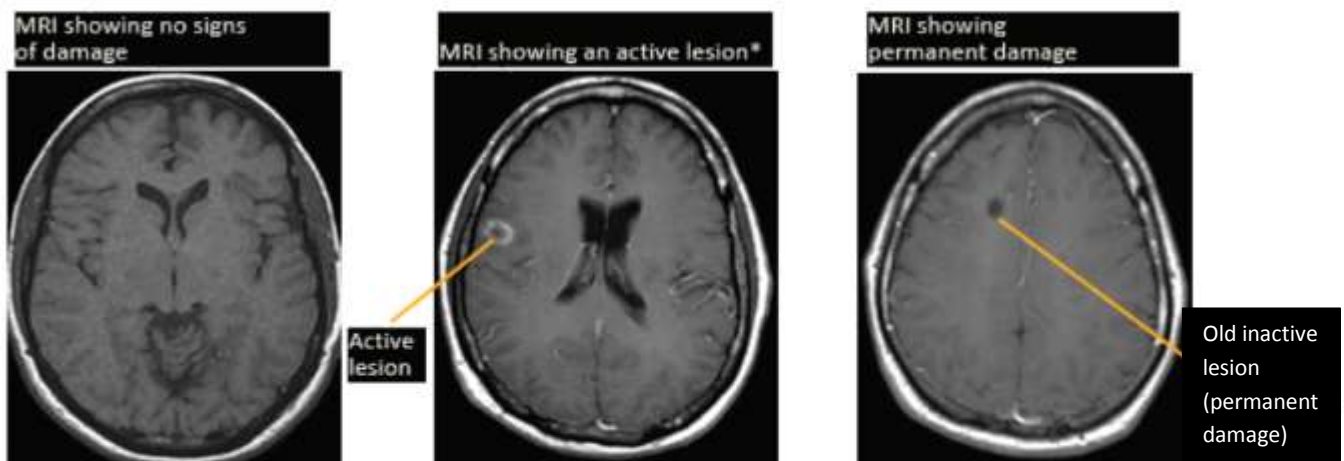 MRI showing no signs
of damage
MRI showing an active lesion*
MRI showing
permanent damage
Active
lesion
Old inactive
lesion
(permanent
damage)